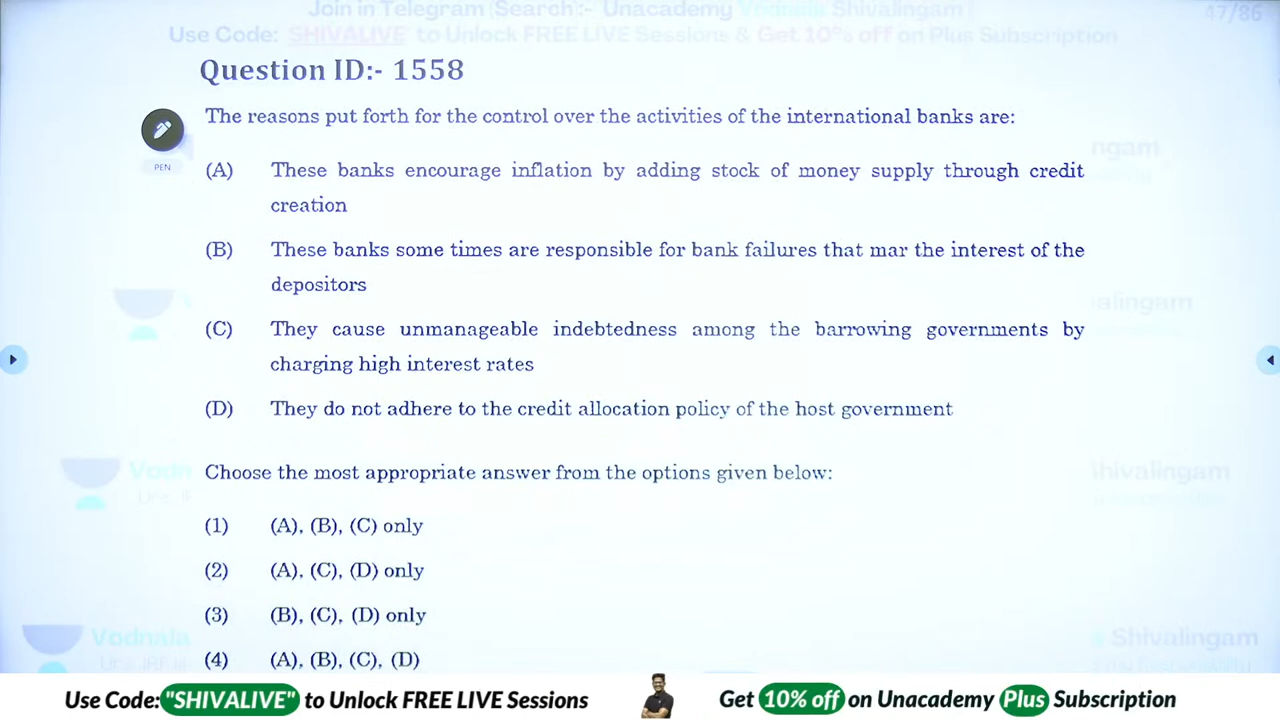 Join in Telegram (Search):- Unacademy Vodnala Shivalingam
47/86
Use Code: SHIVALIVE to Unlock FREE LIVE Sessions & Get 10% off on Plus Subscription
Question ID:- 1558
The reasons put forth for the control over the activities of the international banks are:
PEN
(A) These banks encourage inflation by adding stock of money supply through credit
creation
(B) These banks some times are responsible for bank failures that mar the interest of the
depositors
(C) They cause unmanageable indebtedness among the barrowing governments by
charging high interest rates
(D) They do not adhere to the credit allocation policy of the host government
Choose the most appropriate answer from the options given below:
(1) (A), (B), (C) only
(2) (A), (C), (D) only
(3) (B), (C), (D) only
(4) (A), (B), (C), (D)
Vodnala
Shivalingam
Use Code: "SHIVALIVE" to Unlock FREE LIVE Sessions
Get 10% off on Unacademy Plus Subscription